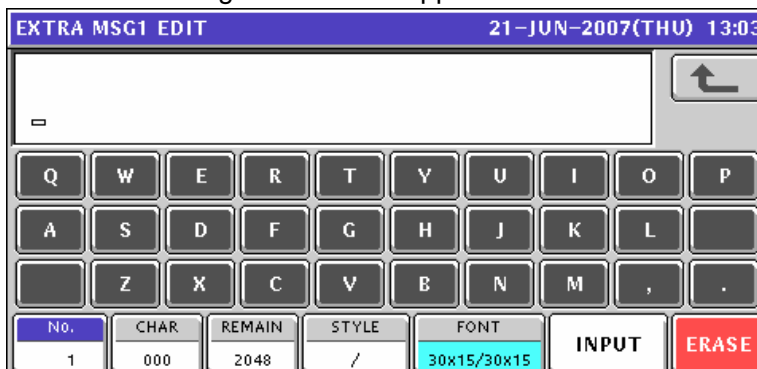 EXTRA MSG1 EDIT 21-JUN-2007(THU) 13:03
Q W E R T Y U I O P
A S D F G H J K L
Z X C V B N M , .
No. CHAR REMAIN STYLE FONT INPUT ERASE
1 000 2048 / 30x15/30x15